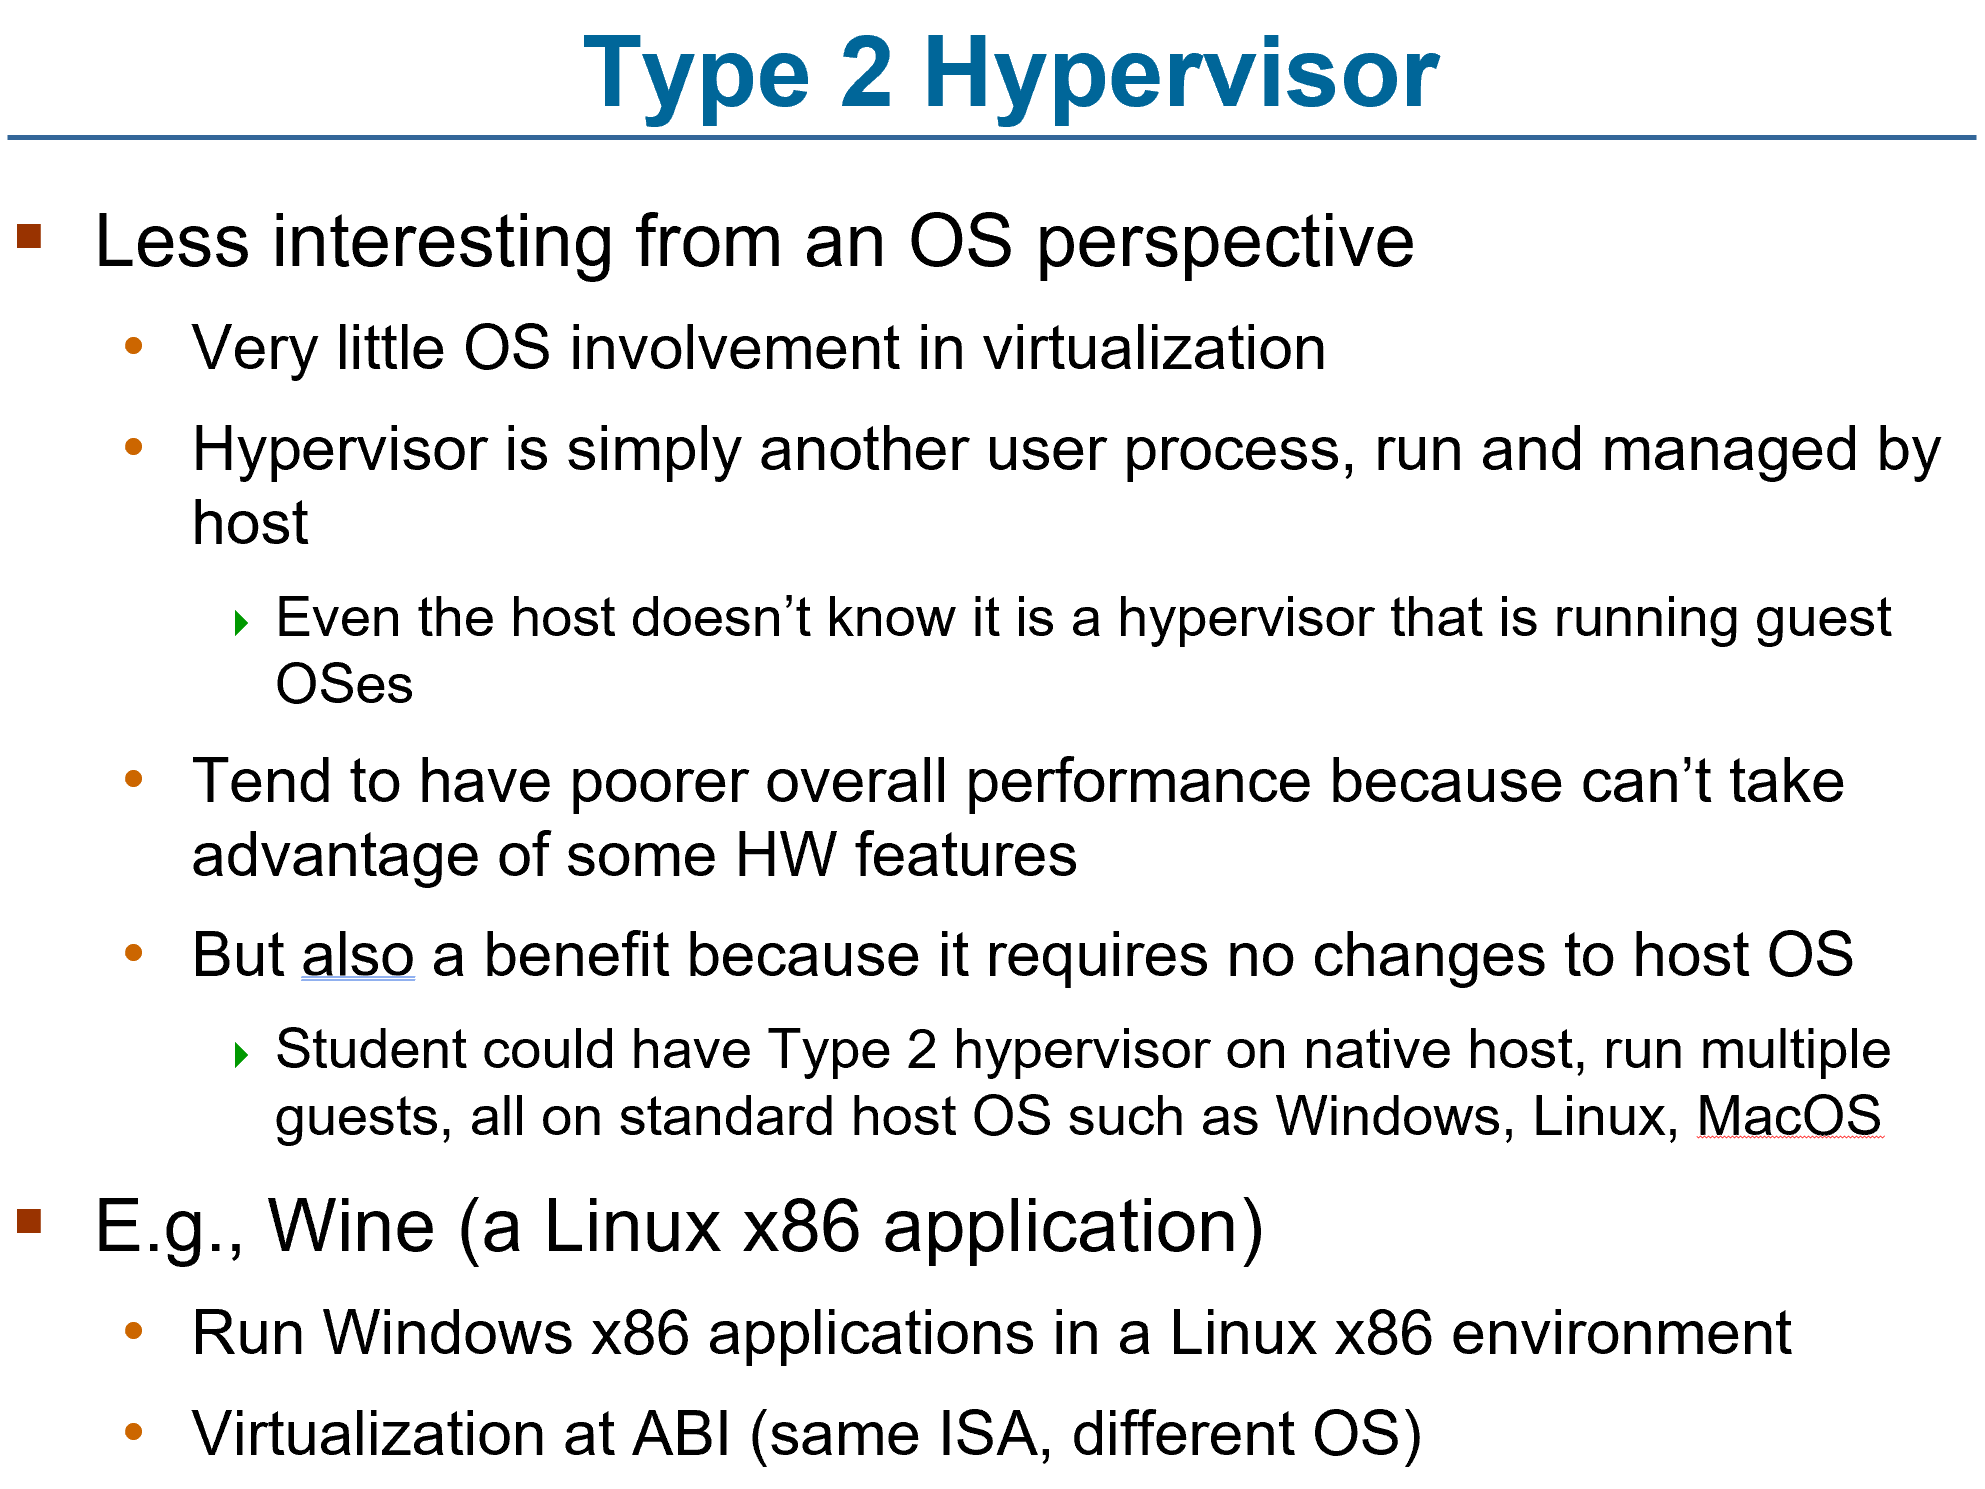 Type 2 Hypervisor
Less interesting from an OS perspective
Very little OS involvement in virtualization
Hypervisor is simply another user process, run and managed by
host
Even the host doesn’t know it is a hypervisor that is running guest
OSes
Tend to have poorer overall performance because can’t take
advantage of some HW features
But also a benefit because it requires no changes to host OS
Student could have Type 2 hypervisor on native host, run multiple
guests, all on standard host OS such as Windows, Linux, MacOS
E.g., Wine (a Linux x86 application)
Run Windows x86 applications in a Linux x86 environment
Virtualization at ABI (same ISA, different OS)